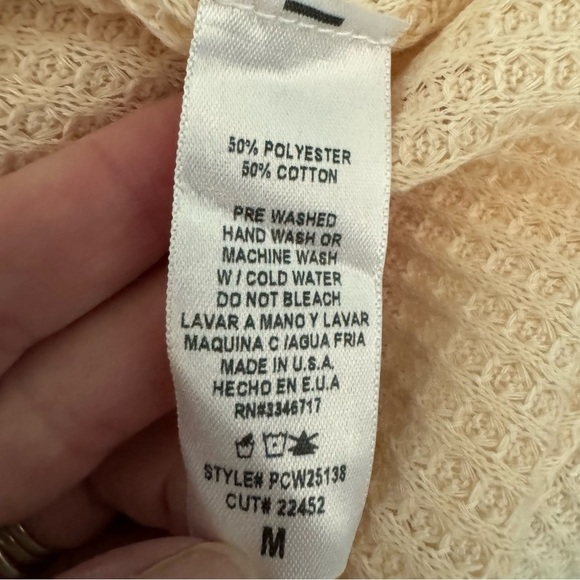 50% POLYESTER
50% COTTON
PRE WASHED
HAND WASH OR
MACHINE WASH
W / COLD WATER
DO NOT BLEACH
LAVAR A MANO Y LAVAR
MAQUINA C /AGUA FRIA
MADE IN U.S.A.
HECHO EN E.U.A
RN#3346717
STYLE# PCW25138
CUT# 22452
M